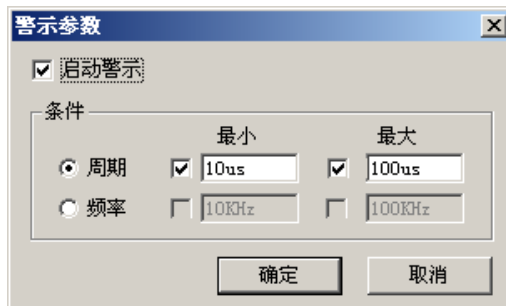 警示参数
启动警示
条件
最小 最大
周期 10us 100us
频率 10KHz 100KHz
确定 取消